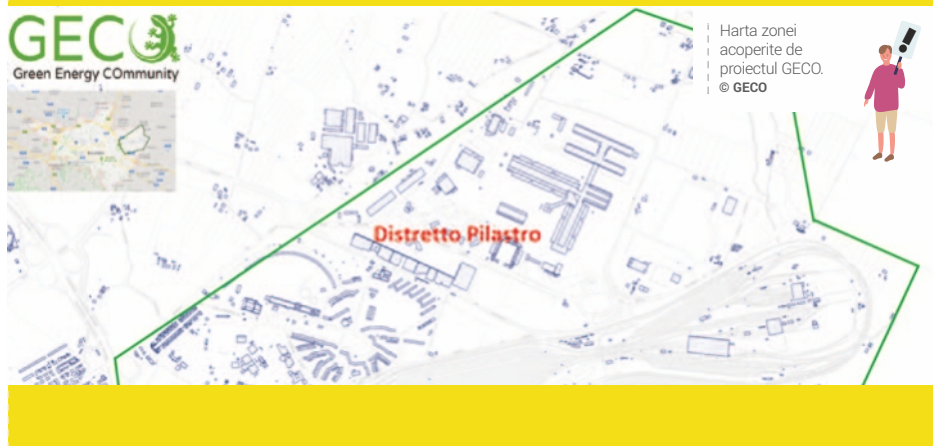 GECO
Green Energy COmmunity
Harta zonei
acoperite de
proiectul GECO.
© GECO
Distretto Pilastro